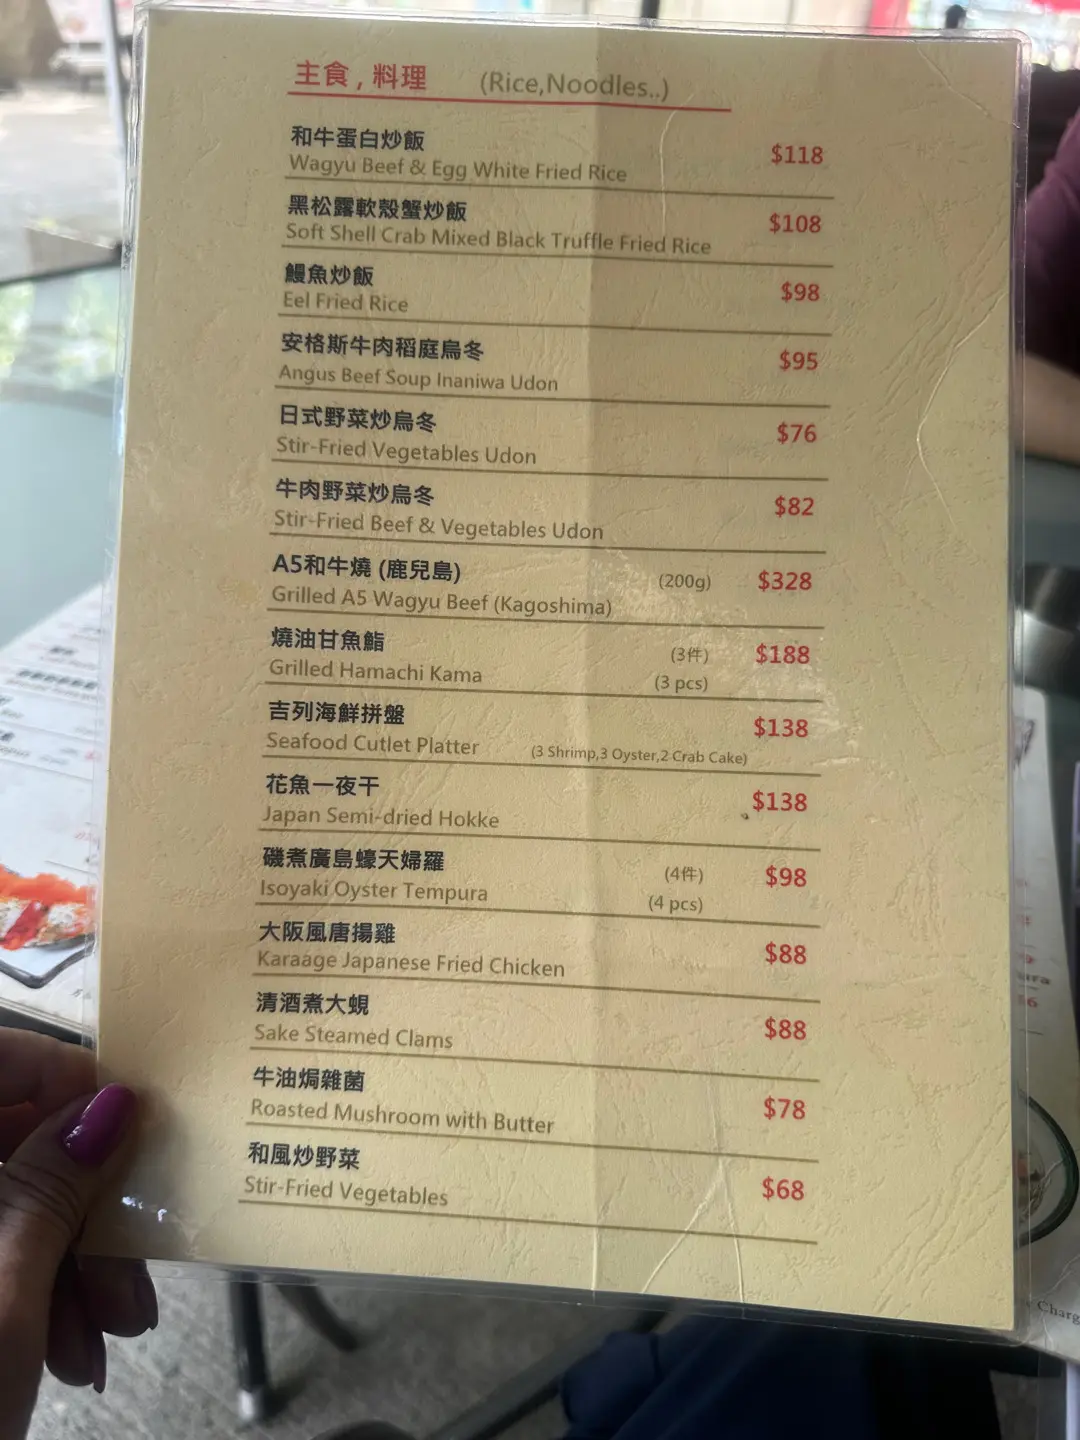 主食 , 料理 (Rice,Noodles..)
和牛蛋白炒飯
Wagyu Beef & Egg White Fried Rice $118
黑松露軟殼蟹炒飯
Soft Shell Crab Mixed Black Truffle Fried Rice $108
鰻魚炒飯
Eel Fried Rice $98
安格斯牛肉稻庭烏冬
Angus Beef Soup Inaniwa Udon $95
日式野菜炒烏冬
Stir-Fried Vegetables Udon $76
牛肉野菜炒烏冬
Stir-Fried Beef & Vegetables Udon $82
A5和牛燒 (鹿兒島) (200g) $328
Grilled A5 Wagyu Beef (Kagoshima)
燒油甘魚鮨 (3件) $188
Grilled Hamachi Kama (3 pcs)
吉列海鮮拼盤 $138
Seafood Cutlet Platter (3 Shrimp,3 Oyster,2 Crab Cake)
花魚一夜干 $138
Japan Semi-dried Hokke
磯煮廣島蠔天婦羅 (4件) $98
Isoyaki Oyster Tempura (4 pcs)
大阪風唐揚雞 $88
Karaage Japanese Fried Chicken
清酒煮大蜆 $88
Sake Steamed Clams
牛油焗雜菌 $78
Roasted Mushroom with Butter
和風炒野菜 $68
Stir-Fried Vegetables